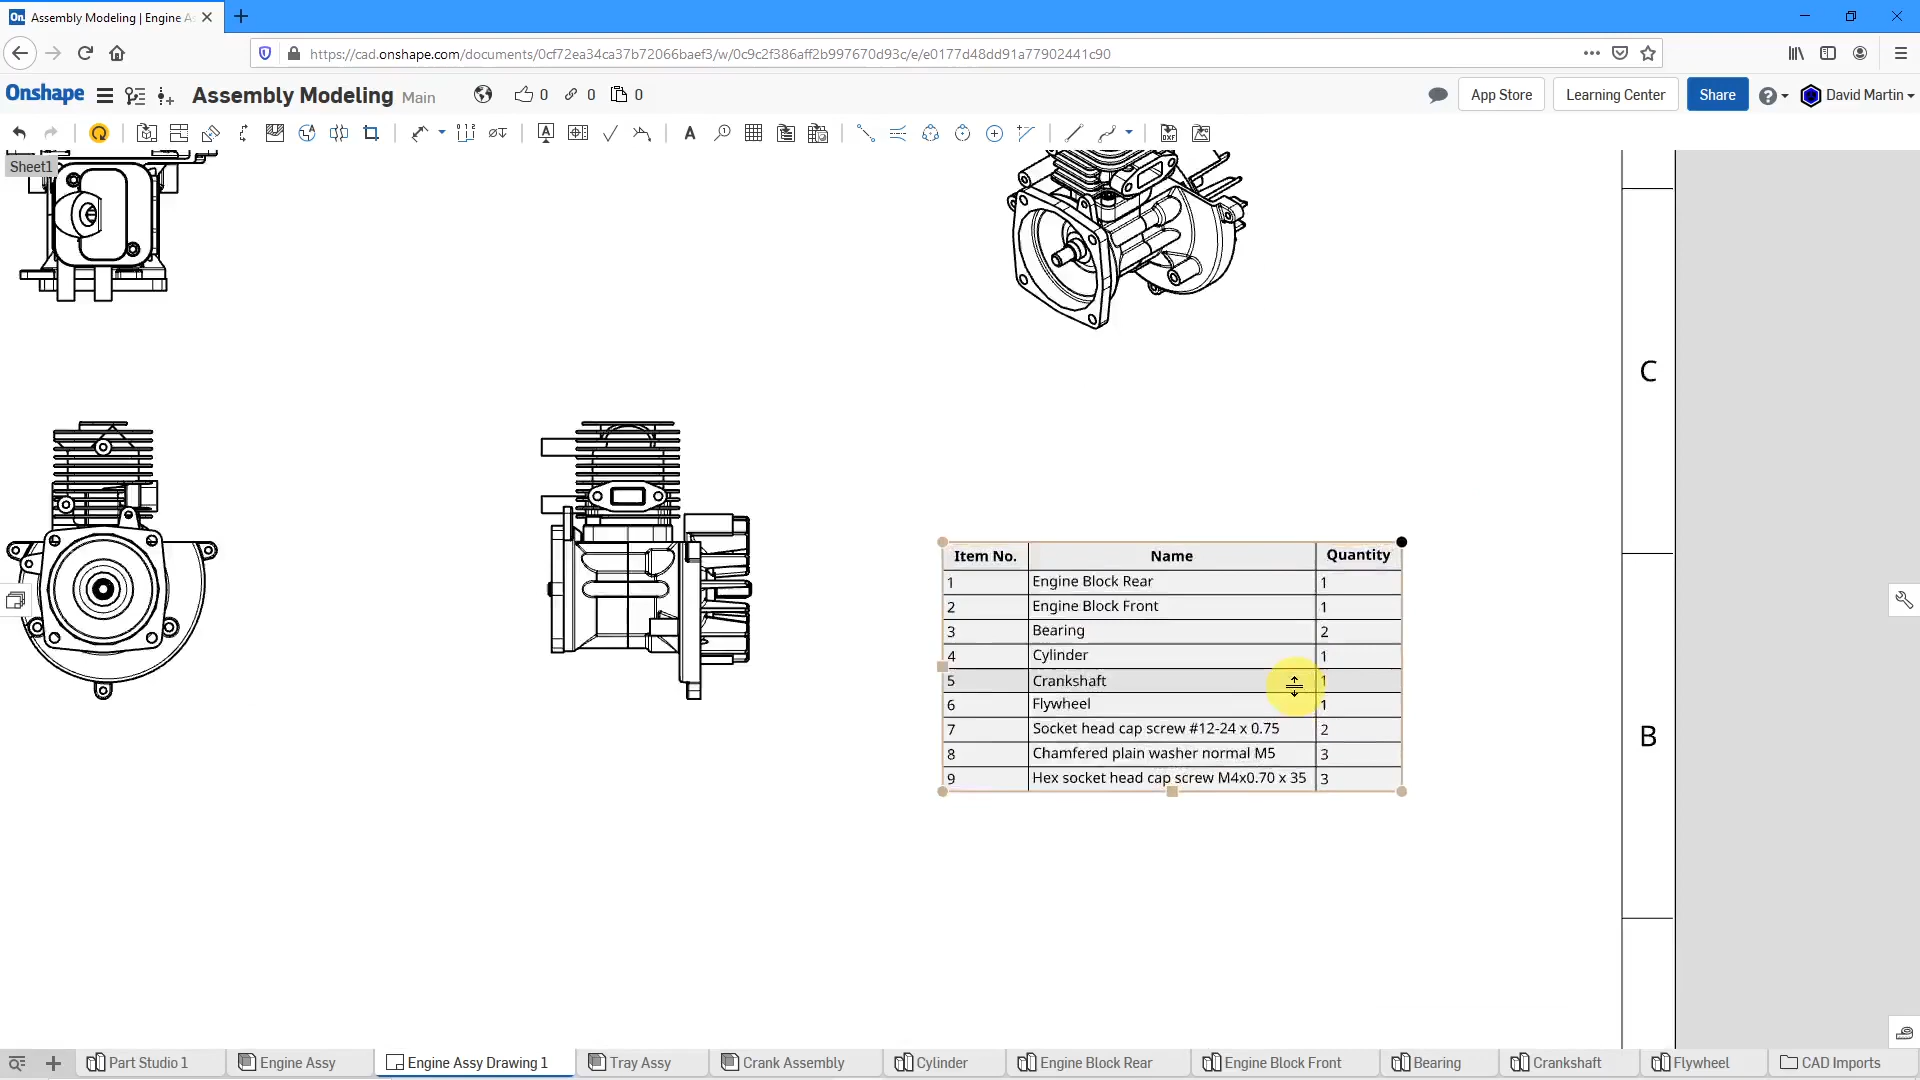 Assembly Modeling | Engine As
https://cad.onshape.com/documents/0cf72ea34ca37b72066baef3/w/0c9c2f386aff2b997670d93c/e/e0177d48dd91a77902441c90
Onshape Assembly Modeling Main 0 0 0 App Store Learning Center Share David Martin
Sheet1
C
Item No. Name Quantity
1 Engine Block Rear 1
2 Engine Block Front 1
3 Bearing 2
4 Cylinder 1
5 Crankshaft 1
6 Flywheel 1
7 Socket head cap screw #12-24 x 0.75 2
8 Chamfered plain washer normal M5 3
9 Hex socket head cap screw M4x0.70 x 35 3
B
Part Studio 1 Engine Assy Engine Assy Drawing 1 Tray Assy Crank Assembly Cylinder Engine Block Rear Engine Block Front Bearing Crankshaft Flywheel CAD Imports